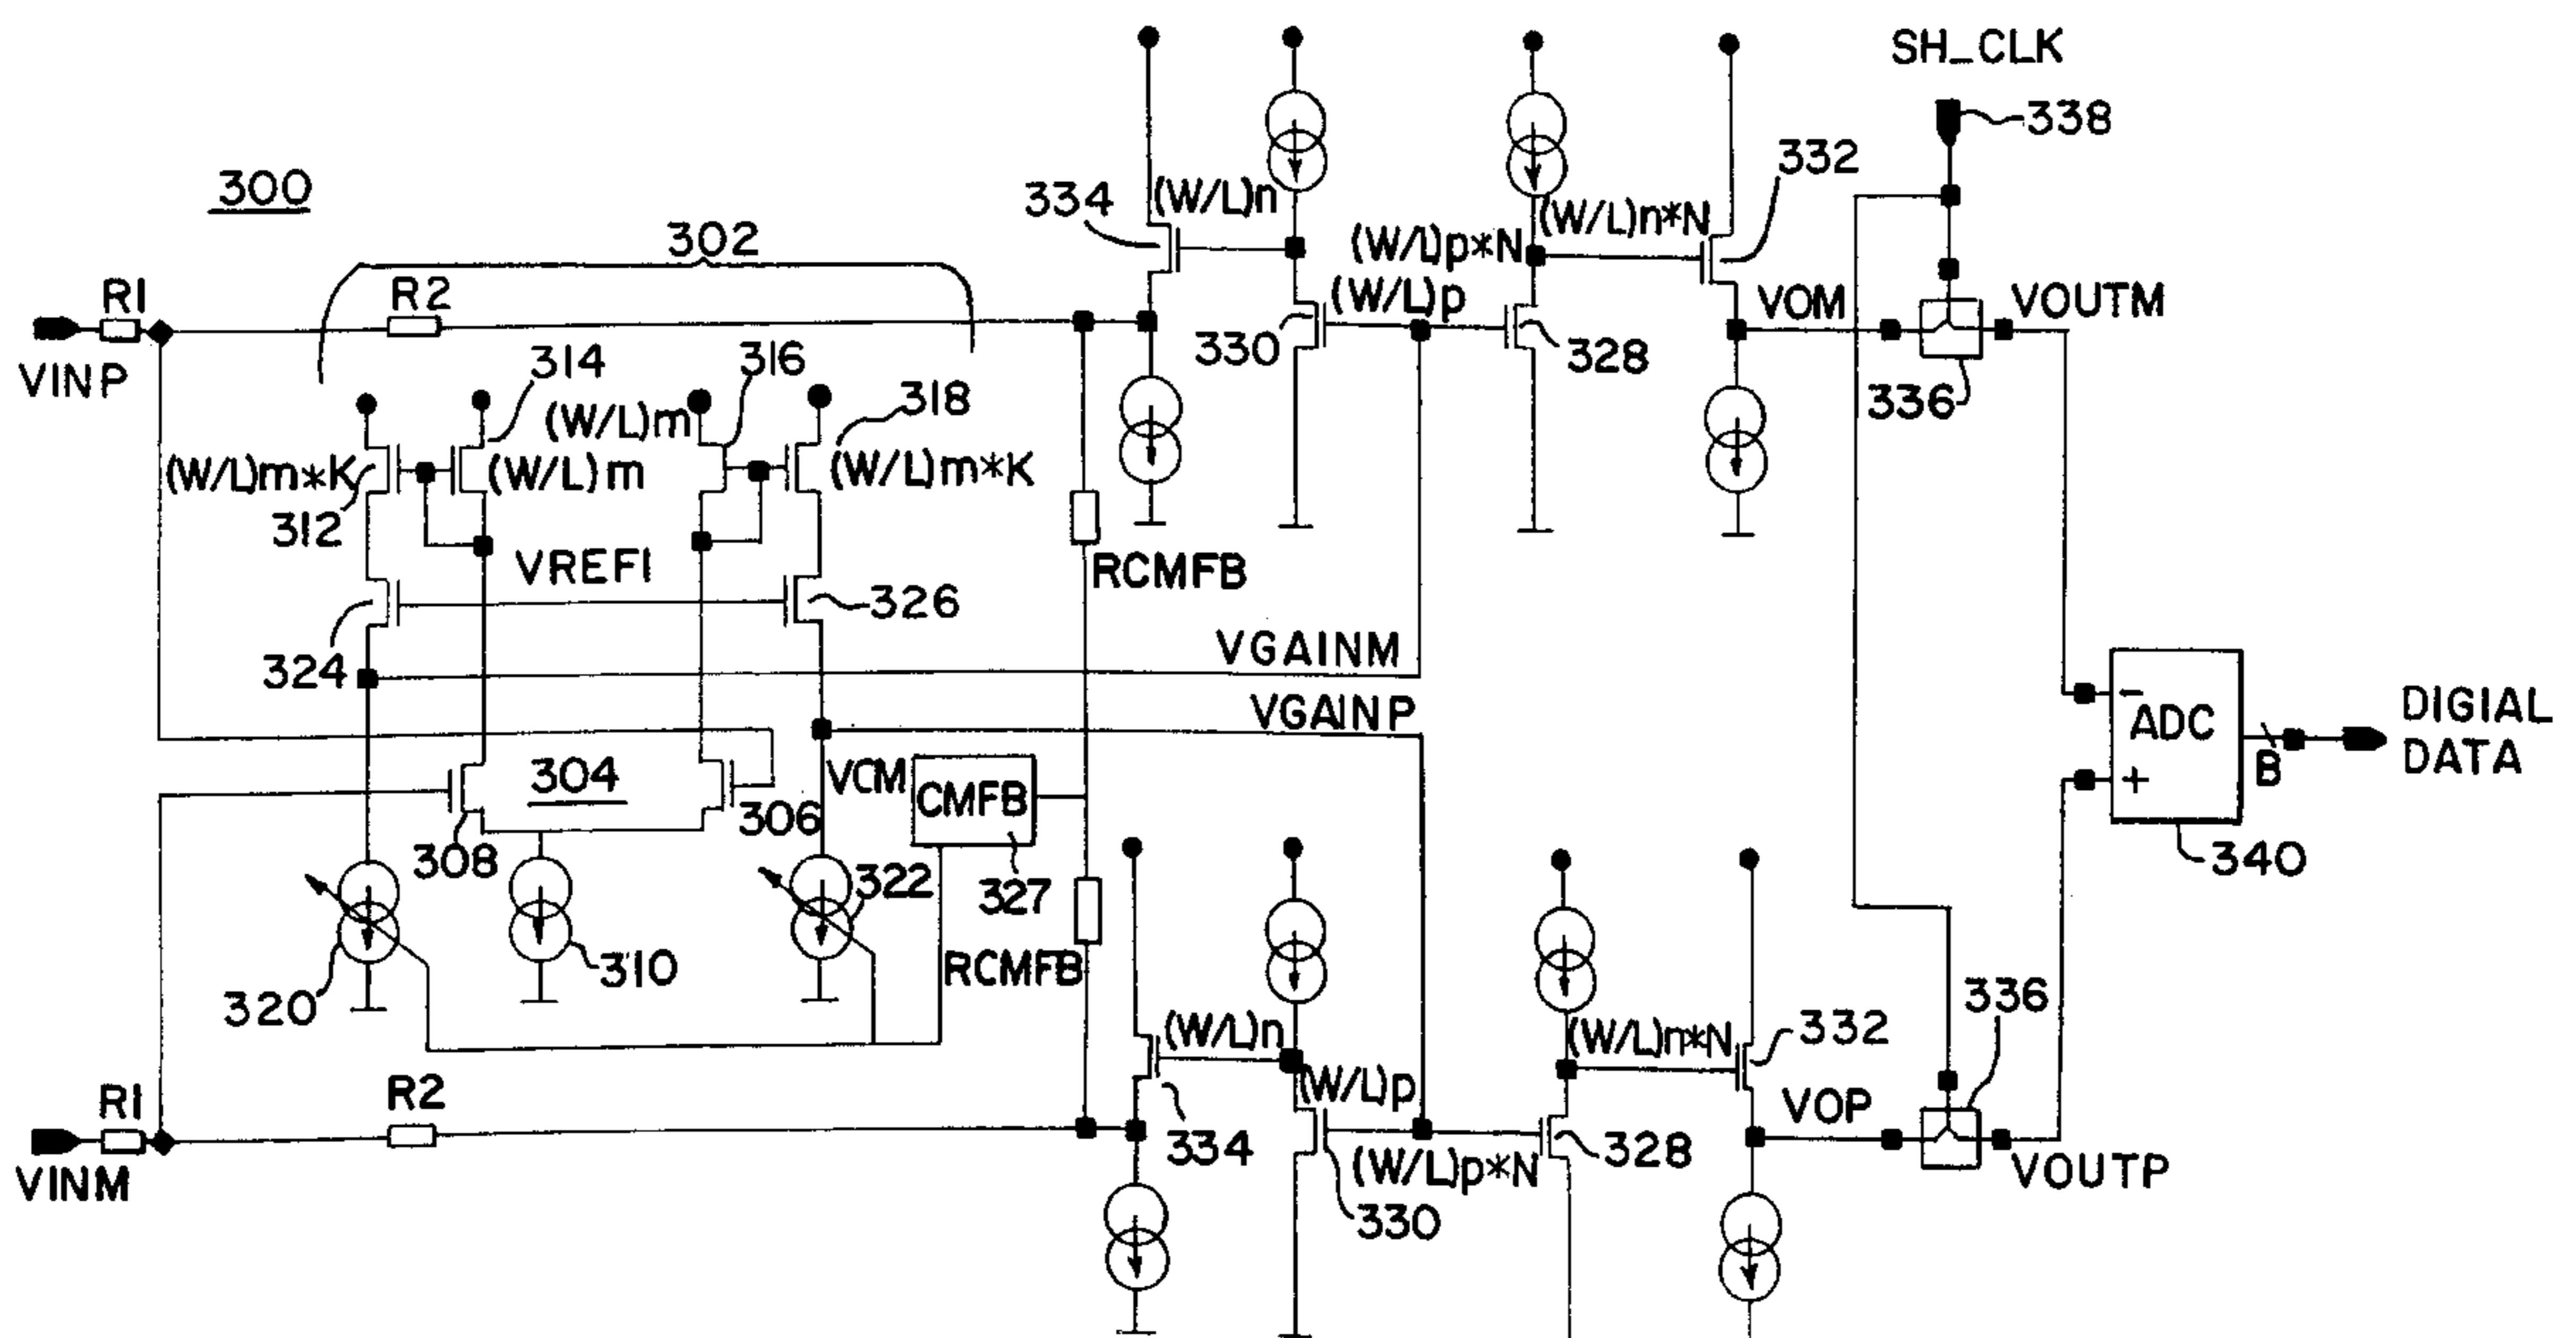 SH_CLK
338
300
334
(W/L)n
332
302
(W/L)p*N
(W/L)n*N
R1
R2
(W/L)p
VOM
VOUTM
VINP
314
316
330
328
336
318
(W/L)m
(W/L)m*K
(W/L)m
(W/L)m*K
312
VREF1
RCMFB
326
324
VGAINM
VGAINP
DIGIAL
DATA
-
ADC
+
B
304
VCM
CMFB
306
308
340
322
327
310
RCMFB
320
336
(W/L)n
(W/L)n*N
332
R1
R2
(W/L)p
VOP
VINM
334
(W/L)p*N
328
VOUTP
330